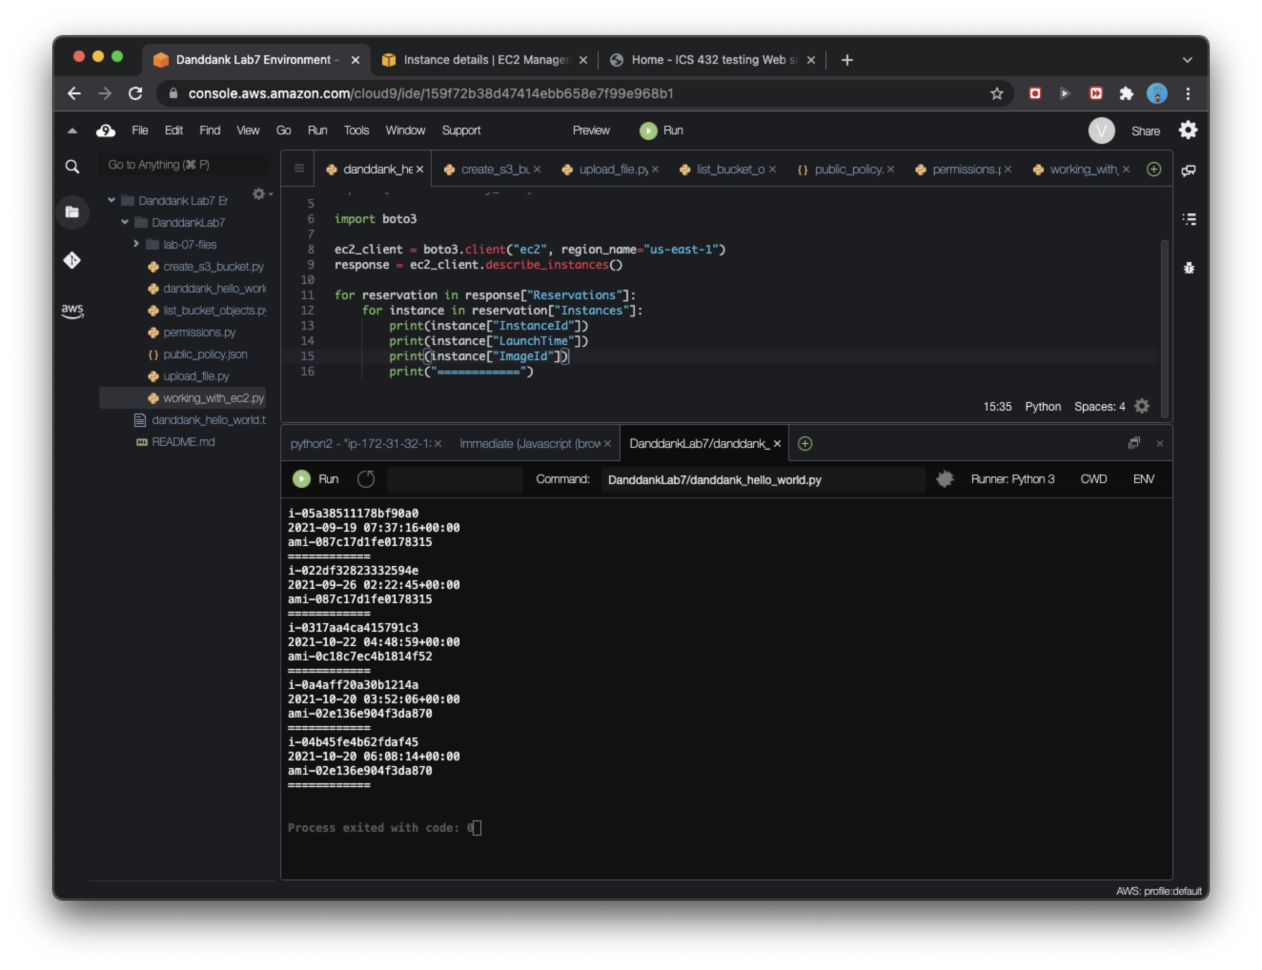 Danddank Lab7 Environment -
Instance details | EC2 Manager
Home - ICS 432 testing Web si
console.aws.amazon.com/cloud9/ide/159f72b38d47414ebb658e7f99e968b1
9 File Edit Find View Go Run Tools Window Support Preview Run V Share
Go to Anything (⌘ P)
danddank_he create_s3_bu upload_file.py list_bucket_o {} public_policy. permissions.p working_with_
Danddank Lab7 Er
DanddankLab7
lab-07-files
create_s3_bucket.py
danddank_hello_worl
list_bucket_objects.py
permissions.py
{} public_policy.json
upload_file.py
working_with_ec2.py
danddank_hello_world.t
README.md
aws
5
6 import boto3
7
8 ec2_client = boto3.client("ec2", region_name="us-east-1")
9 response = ec2_client.describe_instances()
10
11 for reservation in response["Reservations"]:
12 for instance in reservation["Instances"]:
13 print(instance["InstanceId"])
14 print(instance["LaunchTime"])
15 print(instance["ImageId"])
16 print("============")
15:35 Python Spaces: 4
python2 - "ip-172-31-32-1 Immediate (Javascript (brow DanddankLab7/danddank_
Run Command: DanddankLab7/danddank_hello_world.py Runner: Python 3 CWD ENV
i-05a38511178bf90a0
2021-09-19 07:37:16+00:00
ami-087c17d1fe0178315
============
i-022df32823332594e
2021-09-26 02:22:45+00:00
ami-087c17d1fe0178315
============
i-0317aa4ca415791c3
2021-10-22 04:48:59+00:00
ami-0c18c7ec4b1814f52
============
i-0a4aff20a30b1214a
2021-10-20 03:52:06+00:00
ami-02e136e904f3da870
============
i-04b45fe4b62fdaf45
2021-10-20 06:08:14+00:00
ami-02e136e904f3da870
============
Process exited with code: 0
AWS: profile:default